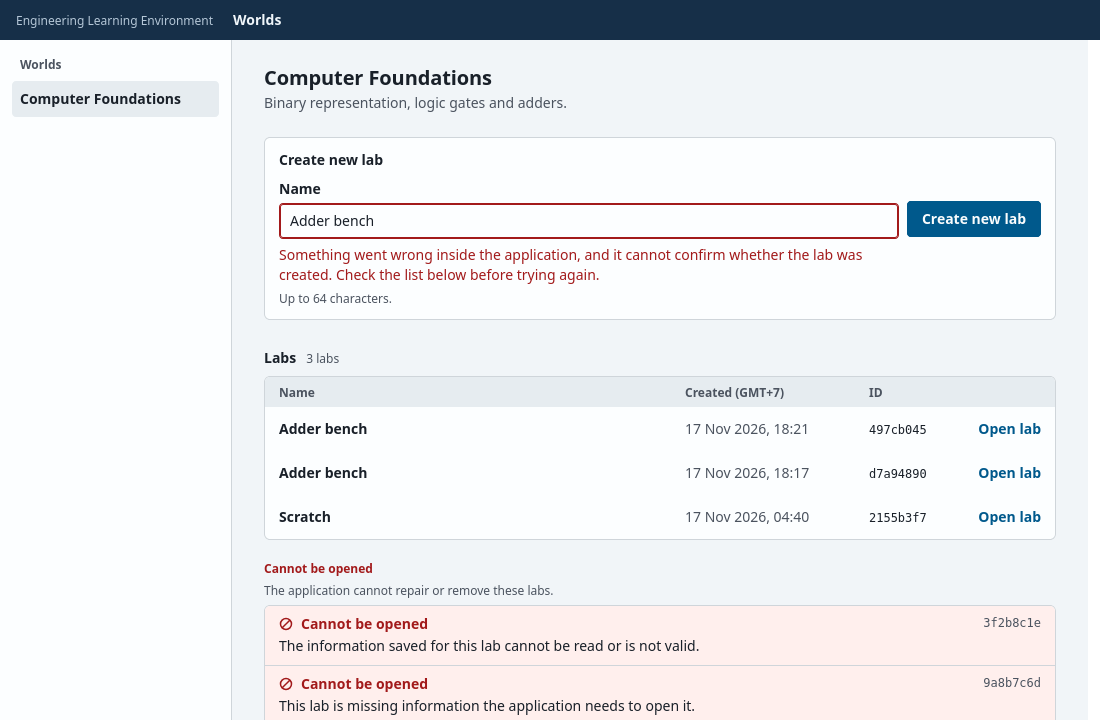 Engineering Learning Environment Worlds
Worlds
Computer Foundations
Computer Foundations
Binary representation, logic gates and adders.
Create new lab
Name
Adder bench
Create new lab
Something went wrong inside the application, and it cannot confirm whether the lab was
created. Check the list below before trying again.
Up to 64 characters.
Labs 3 labs
Name Created (GMT+7) ID
Adder bench 17 Nov 2026, 18:21 497cb045 Open lab
Adder bench 17 Nov 2026, 18:17 d7a94890 Open lab
Scratch 17 Nov 2026, 04:40 2155b3f7 Open lab
Cannot be opened
The application cannot repair or remove these labs.
Cannot be opened 3f2b8c1e
The information saved for this lab cannot be read or is not valid.
Cannot be opened 9a8b7c6d
This lab is missing information the application needs to open it.